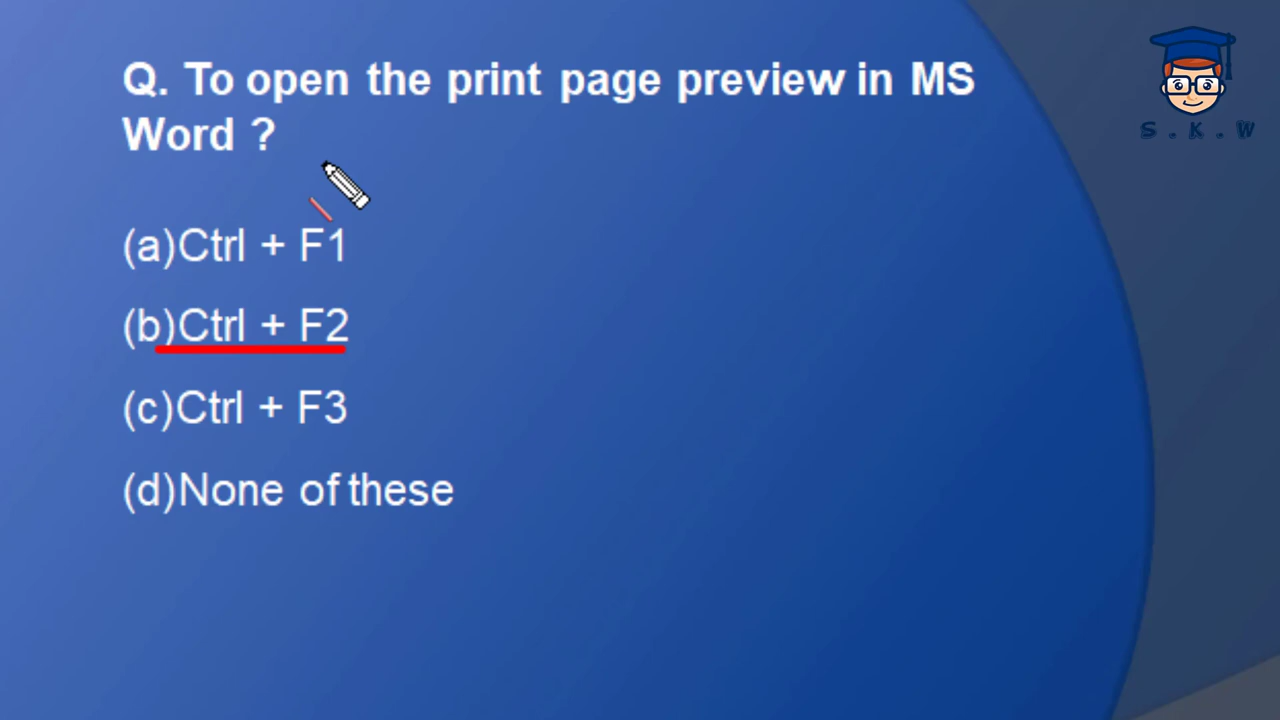 Q. To open the print page preview in MS
Word ?
S . K . W
(a)Ctrl + F1
(b)Ctrl + F2
(c)Ctrl + F3
(d)None of these